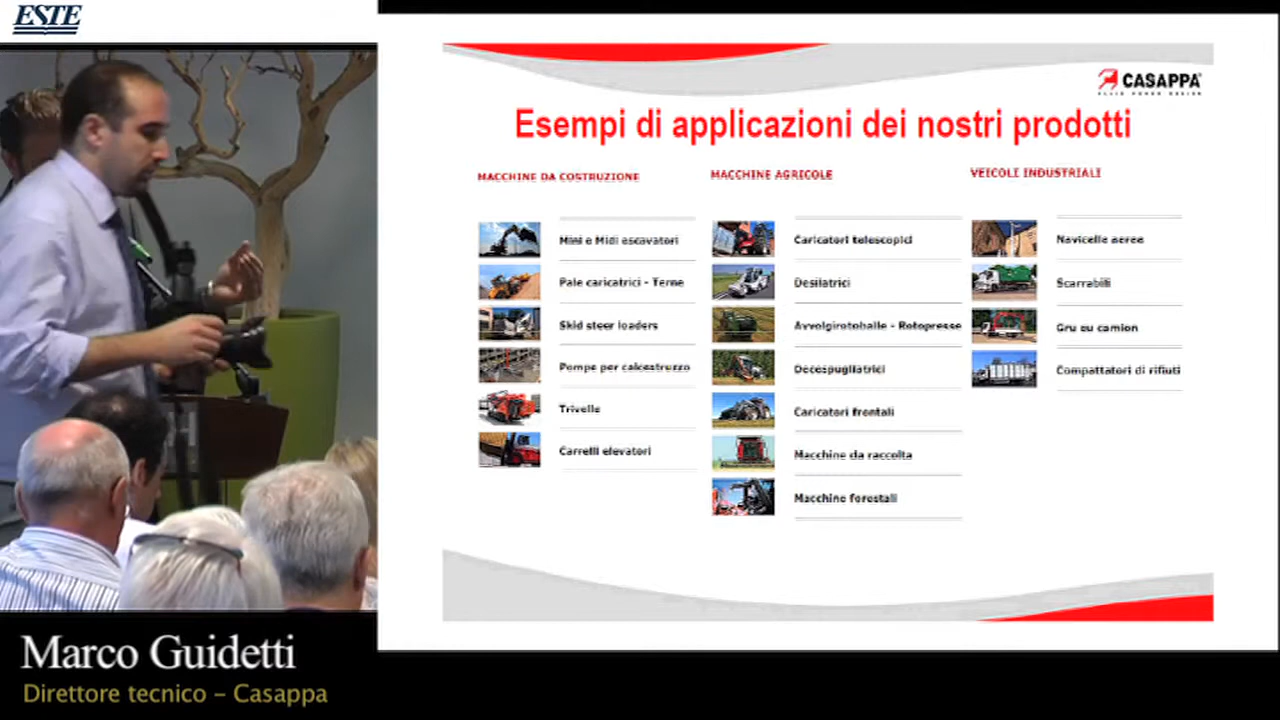 ESTE
CASAPPA
FLUID POWER DESIGN
Esempi di applicazioni dei nostri prodotti
MACCHINE DA COSTRUZIONE
Mini e Midi escavatori
Pale caricatrici - Terne
Skid steer loaders
Pompe per calcestruzzo
Trivelle
Carrelli elevatori
MACCHINE AGRICOLE
Caricatori telescopici
Desilatrici
Avvolgirotoballe - Rotopresse
Decespugliatrici
Caricatori frontali
Macchine da raccolta
Macchine forestali
VEICOLI INDUSTRIALI
Navicelle aeree
Scarrabili
Gru su camion
Compattatori di rifiuti
Marco Guidetti
Direttore tecnico – Casappa